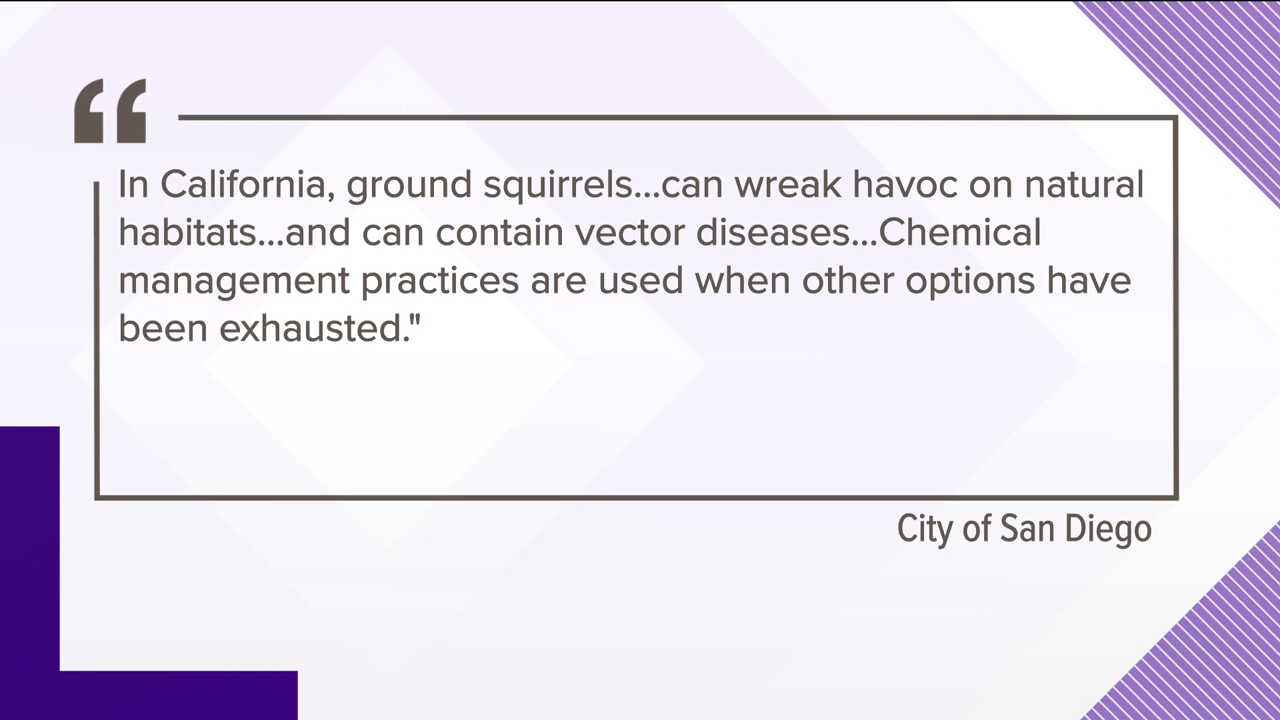 “
In California, ground squirrels...can wreak havoc on natural
habitats...and can contain vector diseases...Chemical
management practices are used when other options have
been exhausted."
City of San Diego